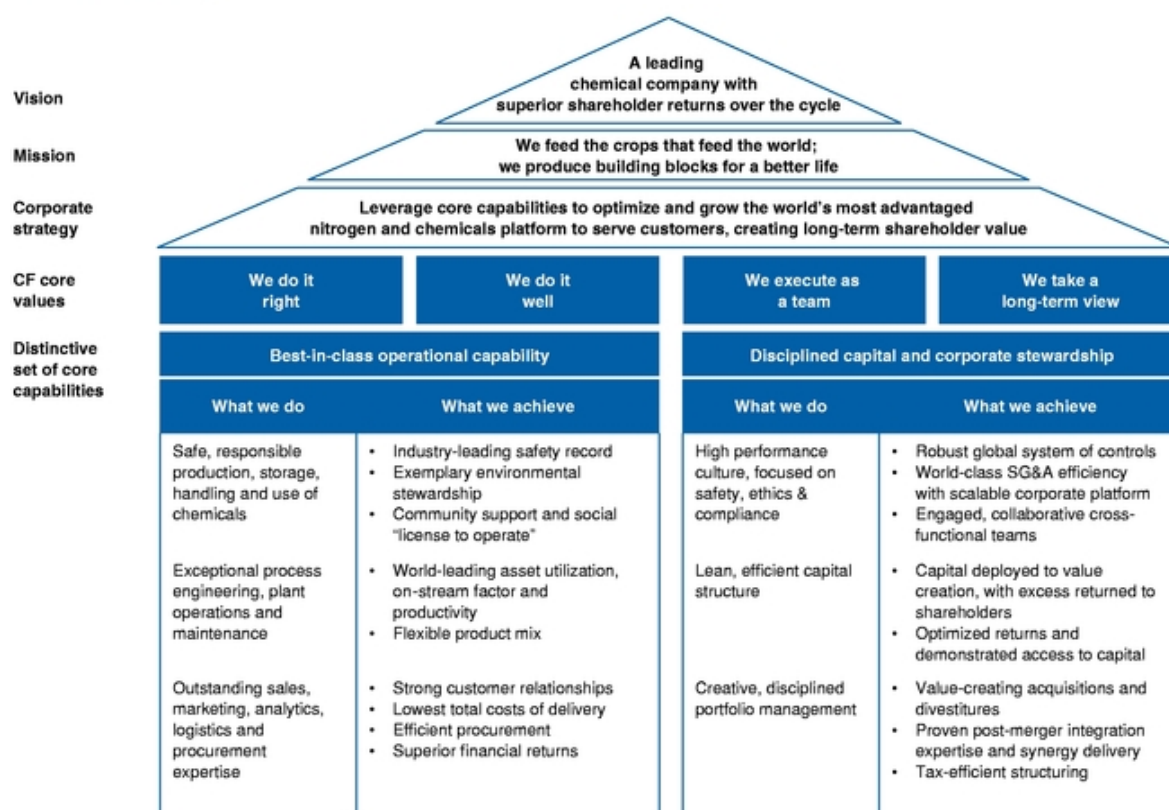 Vision
A leading
chemical company with
superior shareholder returns over the cycle
Mission
We feed the crops that feed the world;
we produce building blocks for a better life
Corporate
strategy
Leverage core capabilities to optimize and grow the world's most advantaged
nitrogen and chemicals platform to serve customers, creating long-term shareholder value
CF core
values
We do it
right
We do it
well
We execute as
a team
We take a
long-term view
Distinctive
set of core
capabilities
Best-in-class operational capability
What we do
What we achieve
Safe, responsible
production, storage,
handling and use of
chemicals
• Industry-leading safety record
• Exemplary environmental
stewardship
• Community support and social
“license to operate”
Exceptional process
engineering, plant
operations and
maintenance
• World-leading asset utilization,
on-stream factor and
productivity
• Flexible product mix
Outstanding sales,
marketing, analytics,
logistics and
procurement
expertise
• Strong customer relationships
• Lowest total costs of delivery
• Efficient procurement
• Superior financial returns
Disciplined capital and corporate stewardship
What we do
What we achieve
High performance
culture, focused on
safety, ethics &
compliance
• Robust global system of controls
• World-class SG&A efficiency
with scalable corporate platform
• Engaged, collaborative cross-
functional teams
Lean, efficient capital
structure
• Capital deployed to value
creation, with excess returned to
shareholders
• Optimized returns and
demonstrated access to capital
Creative, disciplined
portfolio management
• Value-creating acquisitions and
divestitures
• Proven post-merger integration
expertise and synergy delivery
• Tax-efficient structuring